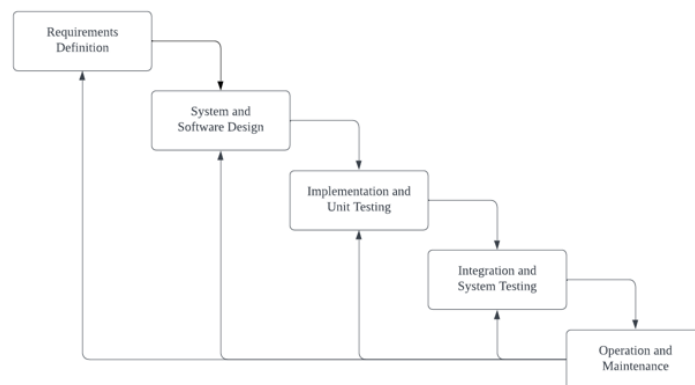 Requirements
Definition
System and
Software Design
Implementation and
Unit Testing
Integration and
System Testing
Operation and
Maintenance